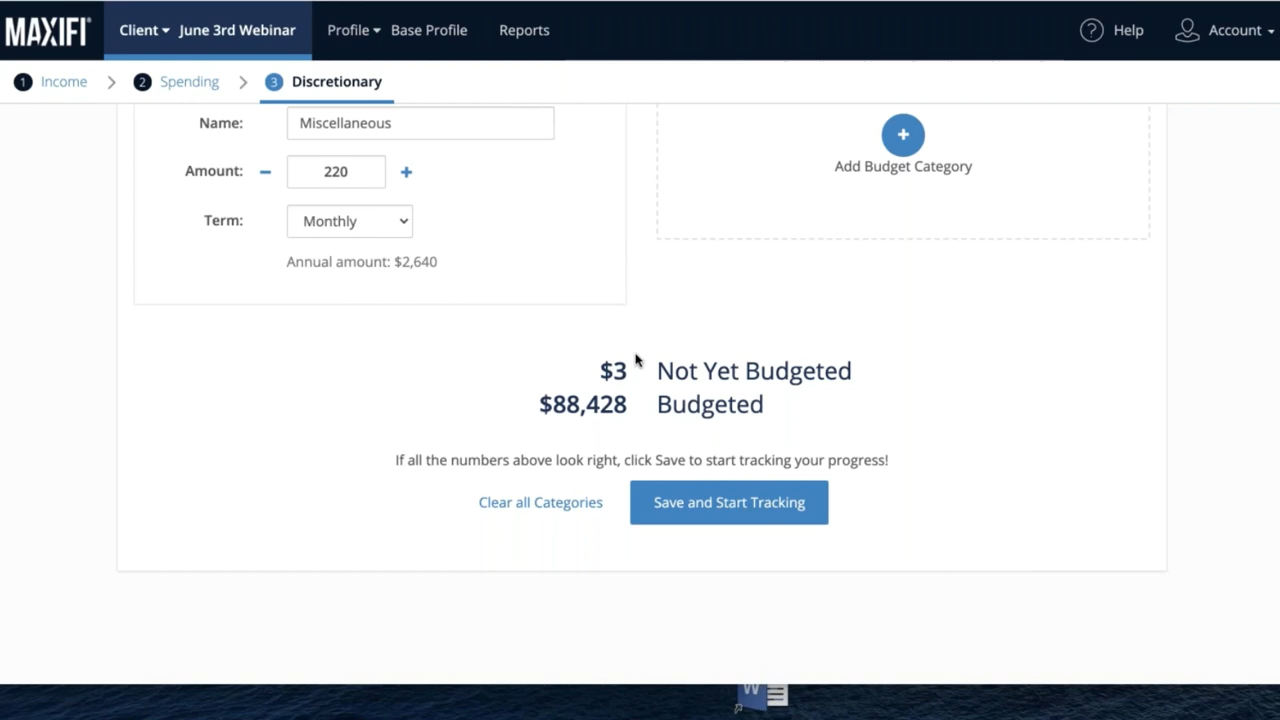 MAXIFI® Client June 3rd Webinar Profile Base Profile Reports ? Help Account
1 Income 2 Spending 3 Discretionary
Name: Miscellaneous
+
Add Budget Category
Amount: − 220 +
Term: Monthly
Annual amount: $2,640
$3 Not Yet Budgeted
$88,428 Budgeted
If all the numbers above look right, click Save to start tracking your progress!
Clear all Categories Save and Start Tracking
W